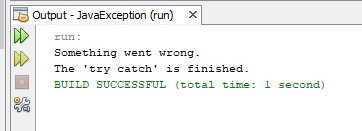 Output - JavaException (run)
run:
Something went wrong.
The 'try catch' is finished.
BUILD SUCCESSFUL (total time: 1 second)